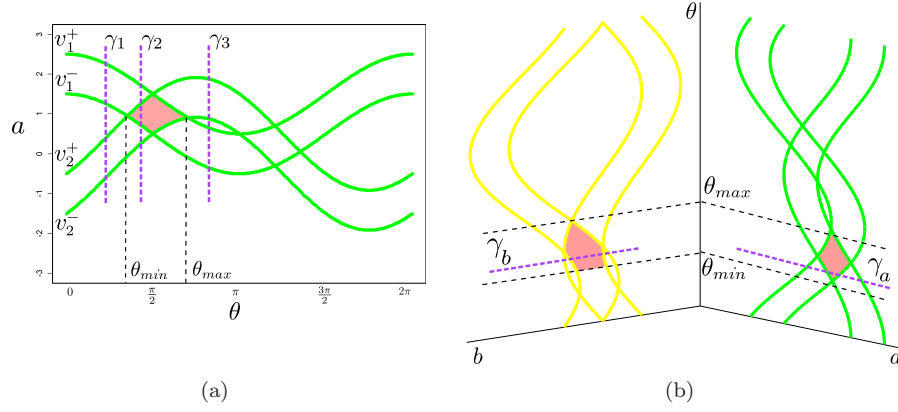 v₁⁺ γ₁ γ₂ γ₃
v₁⁻
v₂⁺
v₂⁻
a
3
2
1
0
-1
-2
-3
θmin θmax
0 π/2 π 3π/2 2π
θ
(a)
θ
θmax
θmin
γb
γa
b
a
(b)